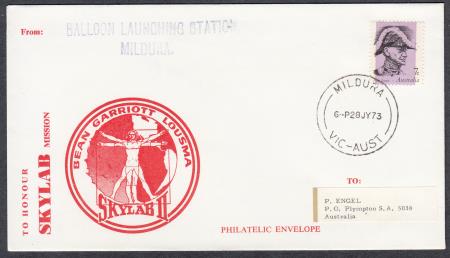 From:
BALLOON LAUNCHING STATION
MILDURA.
Australia
MILDURA
6-P28JY73
VIC-AUST
TO HONOUR
SKYLAB MISSION
BEAN GARRIOTT LOUSMA
SKYLAB II
TO:
P. ENGEL
P.O. Plympton S.A. 5038
Australia
PHILATELIC ENVELOPE